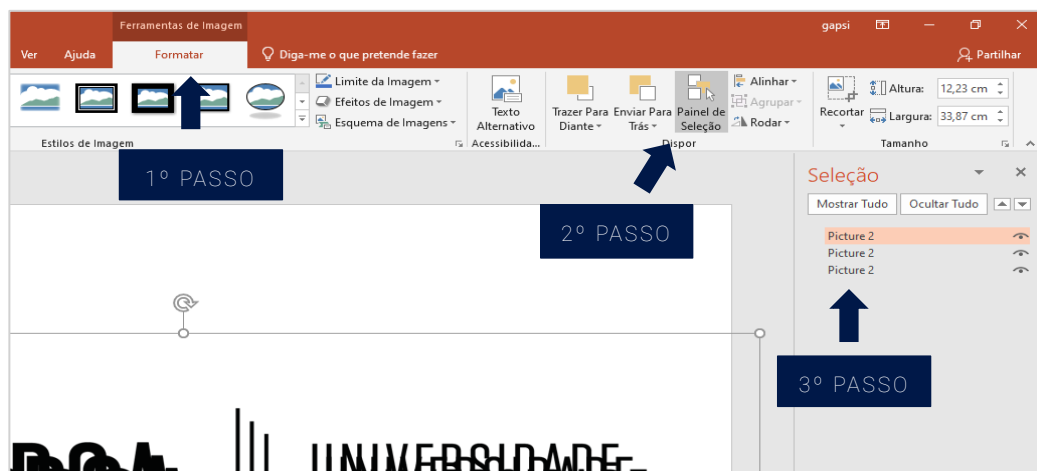 Ferramentas de Imagem
gapsi
Ver Ajuda Formatar Diga-me o que pretende fazer Partilhar
Limite da Imagem
Efeitos de Imagem
Esquema de Imagens
Estilos de Imagem
Texto
Alternativo
Acessibilida...
Trazer Para
Diante
Enviar Para
Trás
Painel de
Seleção
Alinhar
Agrupar
Rodar
Dispor
Recortar
Altura: 12,23 cm
Largura: 33,87 cm
Tamanho
1º PASSO
2º PASSO
Seleção
Mostrar Tudo Ocultar Tudo
Picture 2
Picture 2
Picture 2
3º PASSO
UNIVERSIDADE